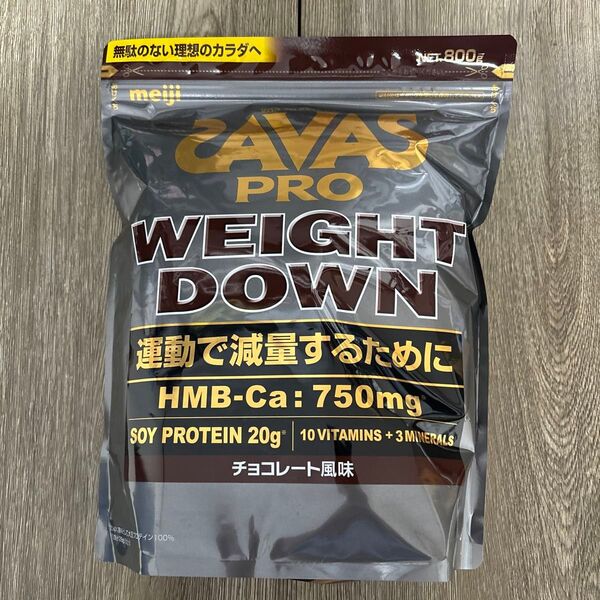 無駄のない理想のカラダへ
NET.800g
meiji
SAVAS
PRO
WEIGHT
DOWN
運動で減量するために
HMB-Ca: 750mg※
SOY PROTEIN 20g※ 10 VITAMINS + 3 MINERALS
チョコレート風味